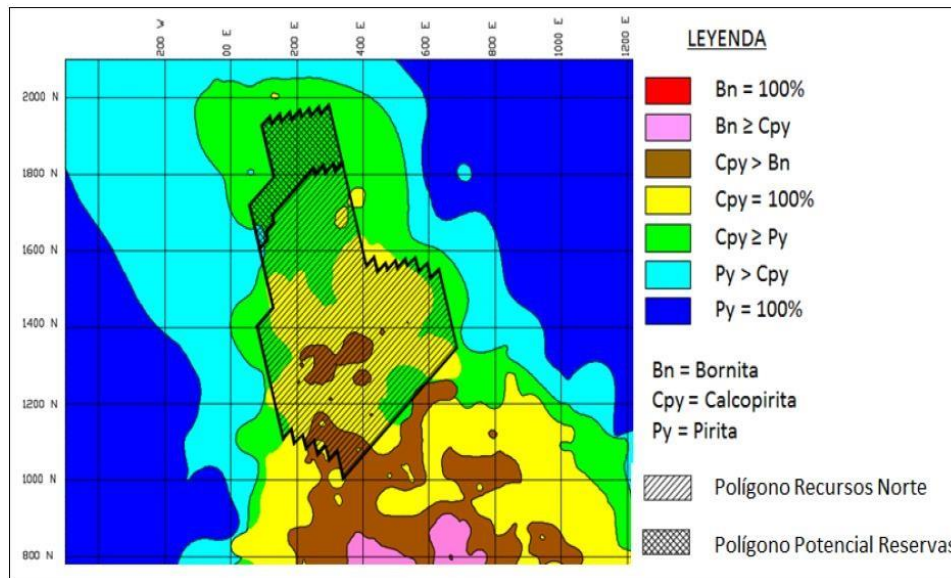 200 W
00 E
200 E
400 E
600 E
800 E
1000 E
1200 E
2000 N
1800 N
1600 N
1400 N
1200 N
1000 N
800 N
LEYENDA
Bn = 100%
Bn ≥ Cpy
Cpy > Bn
Cpy = 100%
Cpy ≥ Py
Py > Cpy
Py = 100%
Bn = Bornita
Cpy = Calcopirita
Py = Pirita
Polígono Recursos Norte
Polígono Potencial Reservas